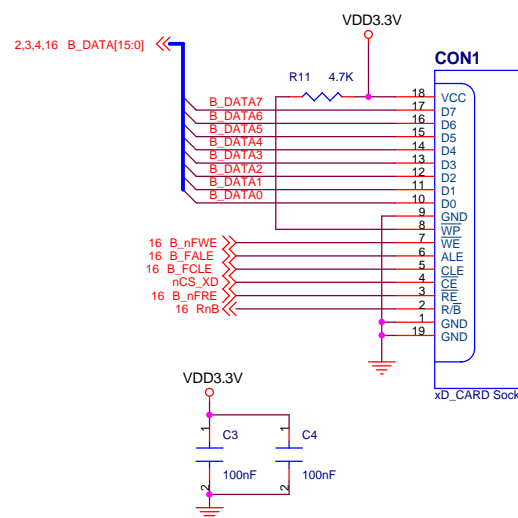 VDD3.3V
2,3,4,16 B_DATA[15:0]
CON1
R11 4.7K
18 VCC
B_DATA7 17 D7
B_DATA6 16 D6
B_DATA5 15 D5
B_DATA4 14 D4
B_DATA3 13 D3
B_DATA2 12 D2
B_DATA1 11 D1
B_DATA0 10 D0
9 GND
8 WP
16 B_nFWE 7 WE
16 B_FALE 6 ALE
16 B_FCLE 5 CLE
nCS_XD 4 CE
16 B_nFRE 3 RE
16 RnB 2 R/B
1 GND
19 GND
VDD3.3V
xD_CARD Sock
1 C3 1 C4
100nF 100nF
2 2